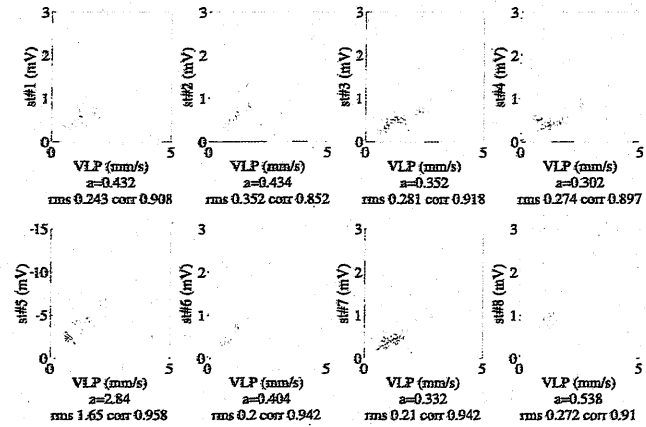 3 3 3 3
st#1 (mV) st#2 (mV) st#3 (mV) st#4 (mV)
2 2 2 2
1 1 1 1
0 0 0 0
0 5 0 5 0 5 0 5
VLP (mm/s) VLP (mm/s) VLP (mm/s) VLP (mm/s)
a=0.432 a=0.434 a=0.352 a=0.302
rms 0.243 corr 0.908 rms 0.352 corr 0.852 rms 0.281 corr 0.918 rms 0.274 corr 0.897
-15 3 3 3
st#5 (mV) st#6 (mV) st#7 (mV) st#8 (mV)
-10 2 2 2
-5 1 1 1
0 0 0 0
0 5 0 5 0 5 0 5
VLP (mm/s) VLP (mm/s) VLP (mm/s) VLP (mm/s)
a=2.84 a=0.404 a=0.332 a=0.538
rms 1.65 corr 0.958 rms 0.2 corr 0.942 rms 0.21 corr 0.942 rms 0.272 corr 0.91